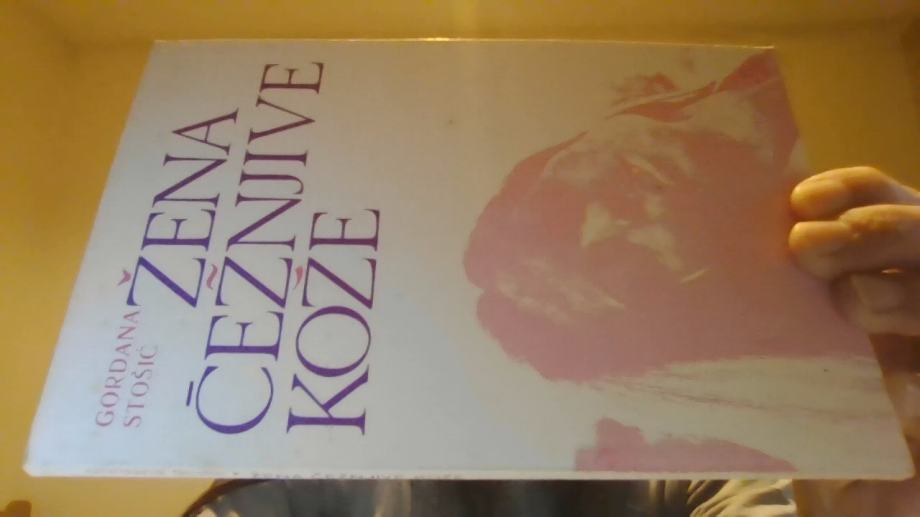 GORDANA
STOŠIĆ
ŽENA
ČEŽNJIVE
KOŽE